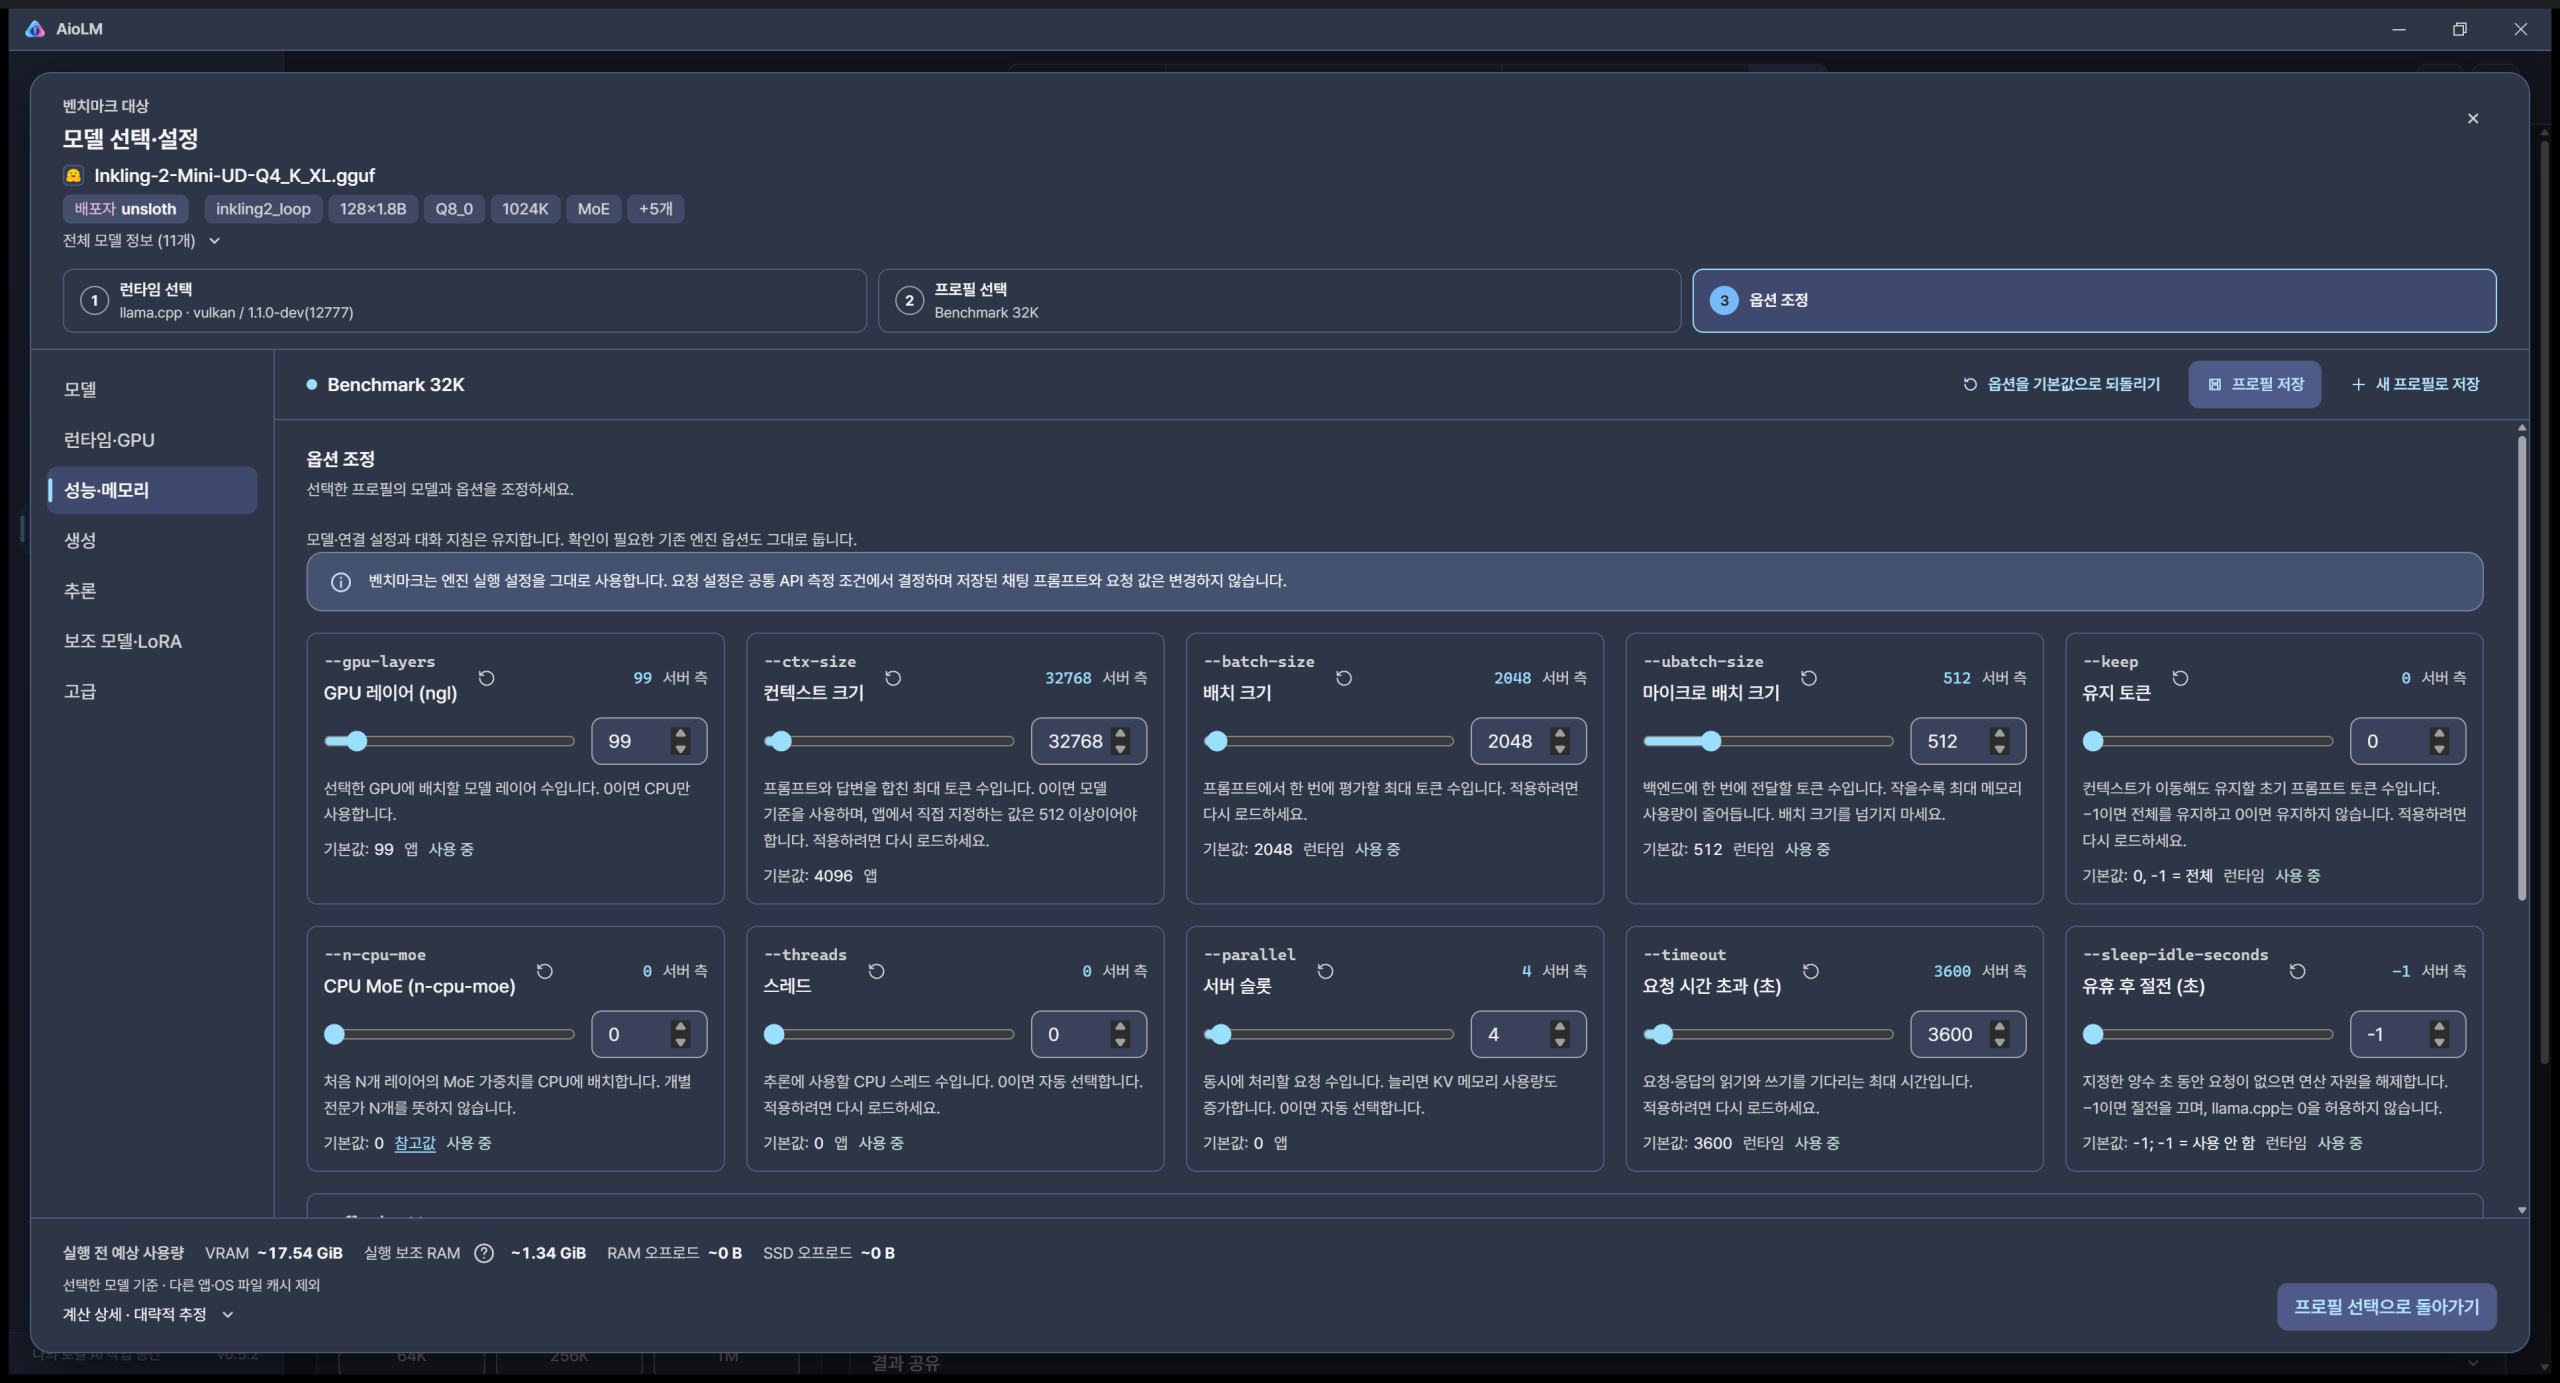 AioLM
벤치마크 대상
모델 선택·설정
Inkling-2-Mini-UD-Q4_K_XL.gguf
배포자 unsloth inkling2_loop 128×1.8B Q8_0 1024K MoE +5개
전체 모델 정보 (11개)
1 런타임 선택
llama.cpp · vulkan / 1.1.0-dev(12777)
2 프로필 선택
Benchmark 32K
3 옵션 조정
모델
런타임·GPU
성능·메모리
생성
추론
보조 모델·LoRA
고급
Benchmark 32K
옵션을 기본값으로 되돌리기
프로필 저장
새 프로필로 저장
옵션 조정
선택한 프로필의 모델과 옵션을 조정하세요.
모델·연결 설정과 대화 지침은 유지합니다. 확인이 필요한 기존 엔진 옵션도 그대로 둡니다.
벤치마크는 엔진 실행 설정을 그대로 사용합니다. 요청 설정은 공통 API 측정 조건에서 결정하며 저장된 채팅 프롬프트와 요청 값은 변경하지 않습니다.
--gpu-layers
GPU 레이어 (ngl)
99 서버 측
99
선택한 GPU에 배치할 모델 레이어 수입니다. 0이면 CPU만
사용합니다.
기본값: 99 앱 사용 중
--ctx-size
컨텍스트 크기
32768 서버 측
32768
프롬프트와 답변을 합친 최대 토큰 수입니다. 0이면 모델
기준을 사용하며, 앱에서 직접 지정하는 값은 512 이상이어야
합니다. 적용하려면 다시 로드하세요.
기본값: 4096 앱
--batch-size
배치 크기
2048 서버 측
2048
프롬프트에서 한 번에 평가할 최대 토큰 수입니다. 적용하려면
다시 로드하세요.
기본값: 2048 런타임 사용 중
--ubatch-size
마이크로 배치 크기
512 서버 측
512
백엔드에 한 번에 전달할 토큰 수입니다. 작을수록 최대 메모리
사용량이 줄어듭니다. 배치 크기를 넘기지 마세요.
기본값: 512 런타임 사용 중
--keep
유지 토큰
0 서버 측
0
컨텍스트가 이동해도 유지할 초기 프롬프트 토큰 수입니다.
−1이면 전체를 유지하고 0이면 유지하지 않습니다. 적용하려면
다시 로드하세요.
기본값: 0, -1 = 전체 런타임 사용 중
--n-cpu-moe
CPU MoE (n-cpu-moe)
0 서버 측
0
처음 N개 레이어의 MoE 가중치를 CPU에 배치합니다. 개별
전문가 N개를 뜻하지 않습니다.
기본값: 0 참고값 사용 중
--threads
스레드
0 서버 측
0
추론에 사용할 CPU 스레드 수입니다. 0이면 자동 선택합니다.
적용하려면 다시 로드하세요.
기본값: 0 앱 사용 중
--parallel
서버 슬롯
4 서버 측
4
동시에 처리할 요청 수입니다. 늘리면 KV 메모리 사용량도
증가합니다. 0이면 자동 선택합니다.
기본값: 0 앱
--timeout
요청 시간 초과 (초)
3600 서버 측
3600
요청·응답의 읽기와 쓰기를 기다리는 최대 시간입니다.
적용하려면 다시 로드하세요.
기본값: 3600 런타임 사용 중
--sleep-idle-seconds
유휴 후 절전 (초)
-1 서버 측
-1
지정한 양수 초 동안 요청이 없으면 연산 자원을 해제합니다.
−1이면 절전을 끄며, llama.cpp는 0을 허용하지 않습니다.
기본값: -1; -1 = 사용 안 함 런타임 사용 중
실행 전 예상 사용량 VRAM ~17.54 GiB 실행 보조 RAM ? ~1.34 GiB RAM 오프로드 ~0 B SSD 오프로드 ~0 B
선택한 모델 기준 · 다른 앱·OS 파일 캐시 제외
계산 상세 · 대략적 추정
프로필 선택으로 돌아가기
64K 256K 1M
결과 공유